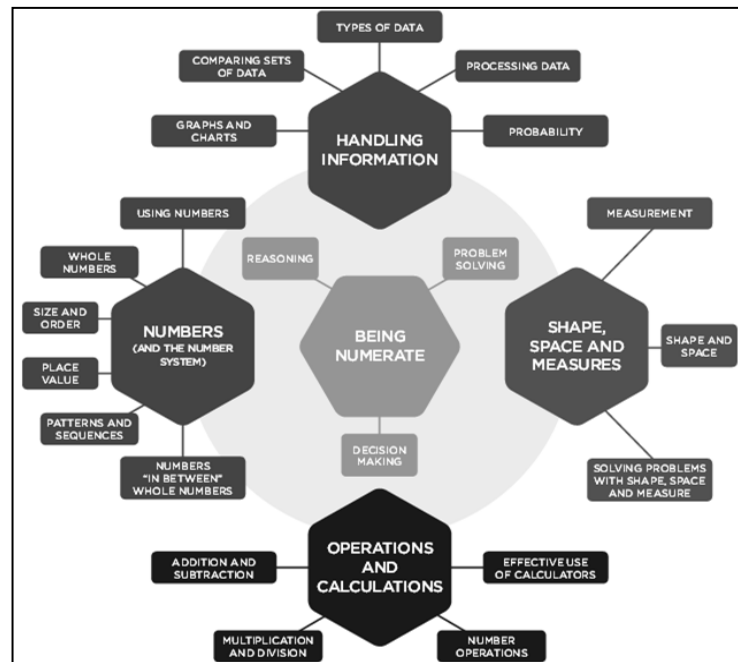 TYPES OF DATA
COMPARING SETS
OF DATA
PROCESSING DATA
GRAPHS AND
CHARTS
HANDLING
INFORMATION
PROBABILITY
USING NUMBERS
MEASUREMENT
WHOLE
NUMBERS
REASONING
PROBLEM
SOLVING
SIZE AND
ORDER
NUMBERS
(AND THE NUMBER
SYSTEM)
BEING
NUMERATE
SHAPE,
SPACE AND
MEASURES
SHAPE AND
SPACE
PLACE
VALUE
PATTERNS AND
SEQUENCES
DECISION
MAKING
NUMBERS
"IN BETWEEN"
WHOLE NUMBERS
SOLVING PROBLEMS
WITH SHAPE, SPACE
AND MEASURE
OPERATIONS
AND
CALCULATIONS
ADDITION AND
SUBTRACTION
EFFECTIVE USE
OF CALCULATORS
MULTIPLICATION
AND DIVISION
NUMBER
OPERATIONS